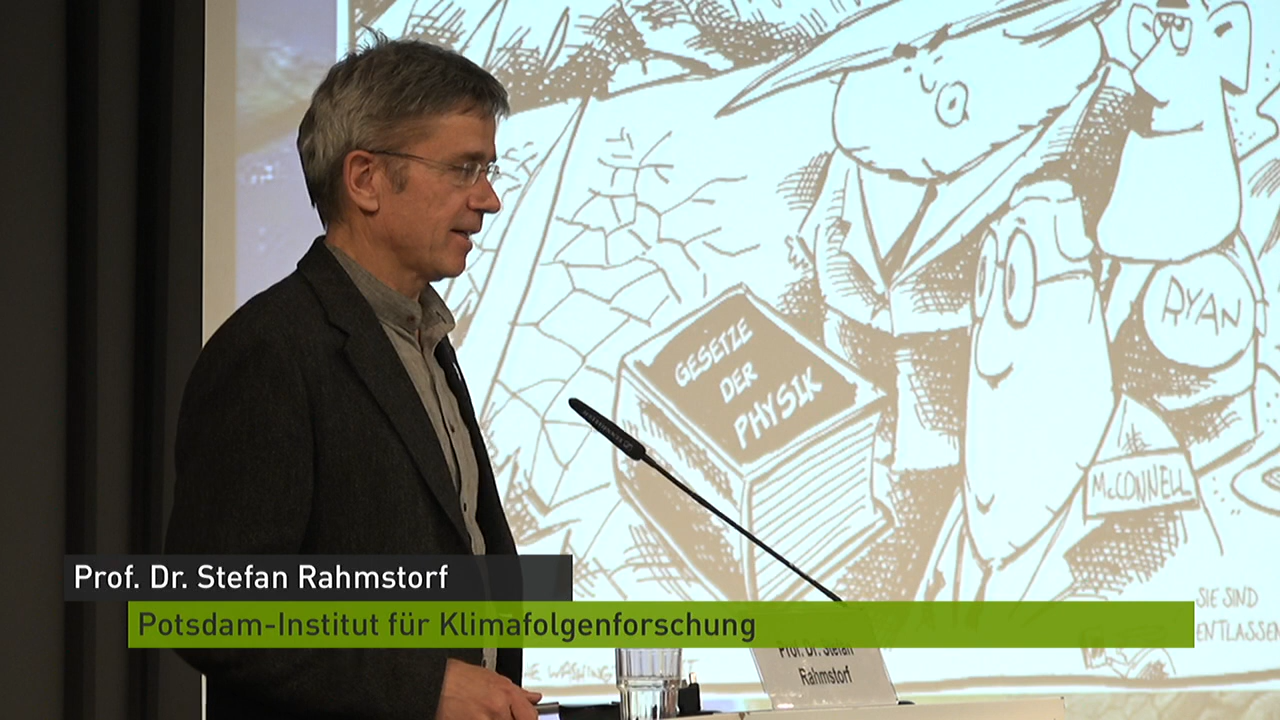 GESETZE
DER
PHYSIK
RYAN
McCONNELL
SIE SIND
ENTLASSEN
Prof. Dr. Stefan Rahmstorf
Potsdam-Institut für Klimafolgenforschung
Prof. Dr. Stefan
Rahmstorf